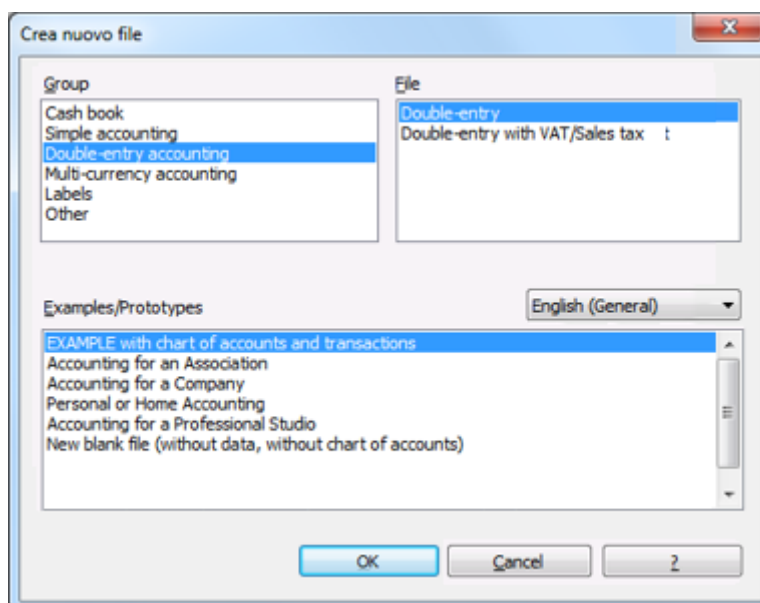 Crea nuovo file
Group
Cash book
Simple accounting
Double-entry accounting
Multi-currency accounting
Labels
Other
File
Double-entry
Double-entry with VAT/Sales tax t
Examples/Prototypes
English (General)
EXAMPLE with chart of accounts and transactions
Accounting for an Association
Accounting for a Company
Personal or Home Accounting
Accounting for a Professional Studio
New blank file (without data, without chart of accounts)
OK
Cancel
?